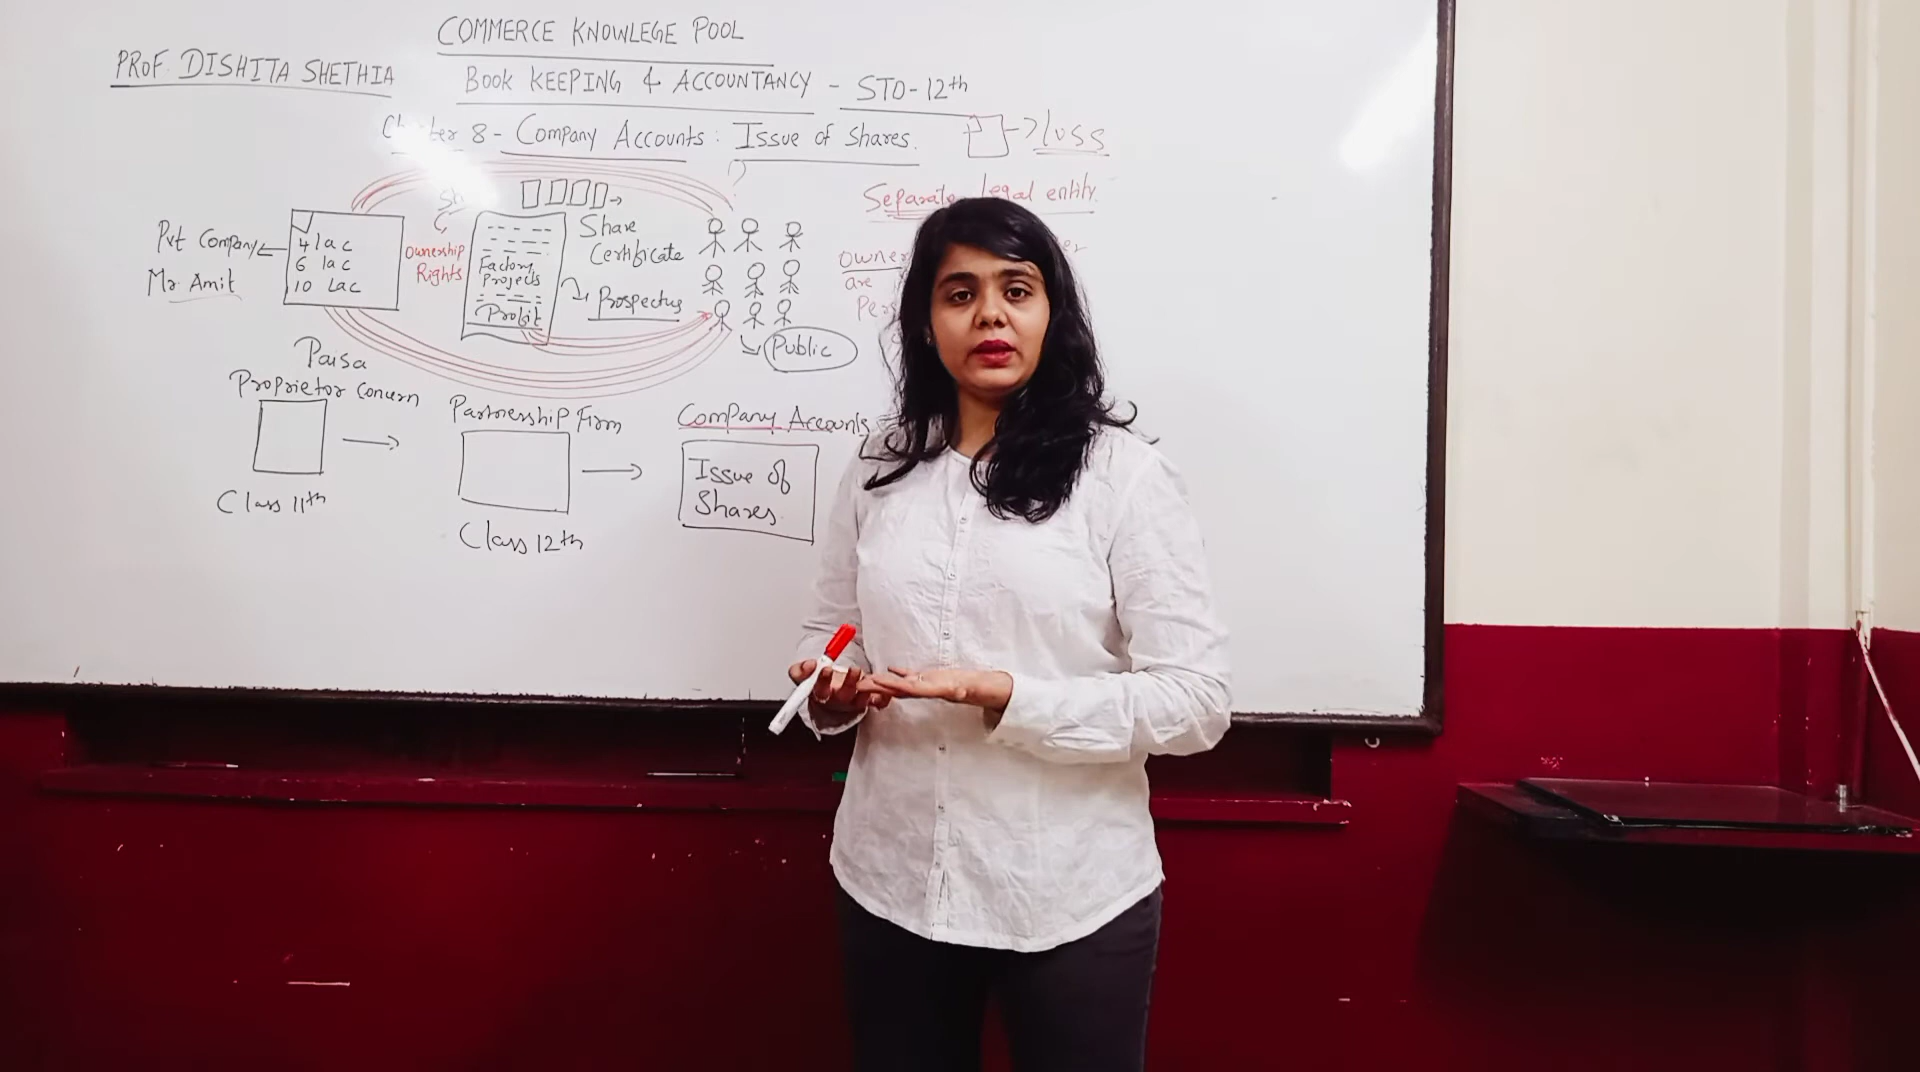 COMMERCE KNOWLEGE POOL
PROF. DISHITA SHETHIA
BOOK KEEPING & ACCOUNTANCY - STD-12th
8 - Company Accounts : Issue of Shares.
Loss
Separate legal entity.
Pvt Company
Mr Amit
4 lac
6 lac
10 Lac
Ownership
Rights
Factory
Projects
Profit
Share
Certificate
Prospectus
Public
?
are
Paisa
Proprietor Concern
Class 11th
Partnership Firm
Class 12th
Company Accounts
Issue of
Shares.